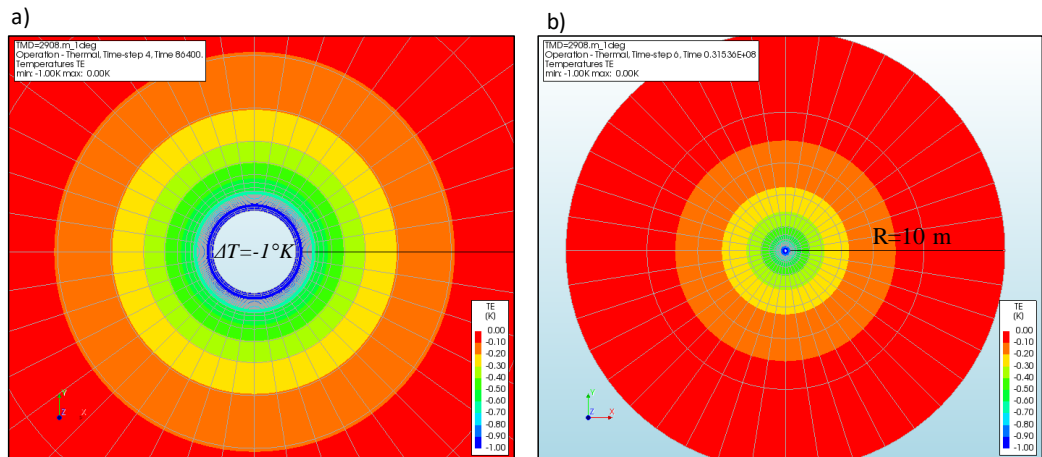 a)
TMD=2908.m_1deg
Operation - Thermal, Time-step 4, Time 86400.
Temperatures TE
min: -1.00K max: 0.00K
ΔT=-1°K
TE
(K)
0.00
-0.10
-0.20
-0.30
-0.40
-0.50
-0.60
-0.70
-0.80
-0.90
-1.00
Y
Z
X
b)
TMD=2908.m_1deg
Operation - Thermal, Time-step 6, Time 0.31536E+08
Temperatures TE
min: -1.00K max: 0.00K
R=10 m
TE
(K)
0.00
-0.10
-0.20
-0.30
-0.40
-0.50
-0.60
-0.70
-0.80
-0.90
-1.00
Y
Z
X